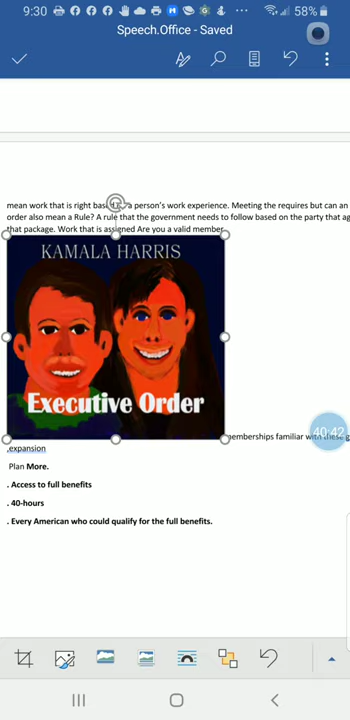 9:30
58%
Speech.Office - Saved
mean work that is right based a person's work experience. Meeting the requires but can an
order also mean a Rule? A rule that the government needs to follow based on the party that ag
that package. Work that is assigned Are you a valid member
KAMALA HARRIS
Executive Order
memberships familiar with these g
40:42
,expansion
Plan More.
. Access to full benefits
. 40-hours
. Every American who could qualify for the full benefits.